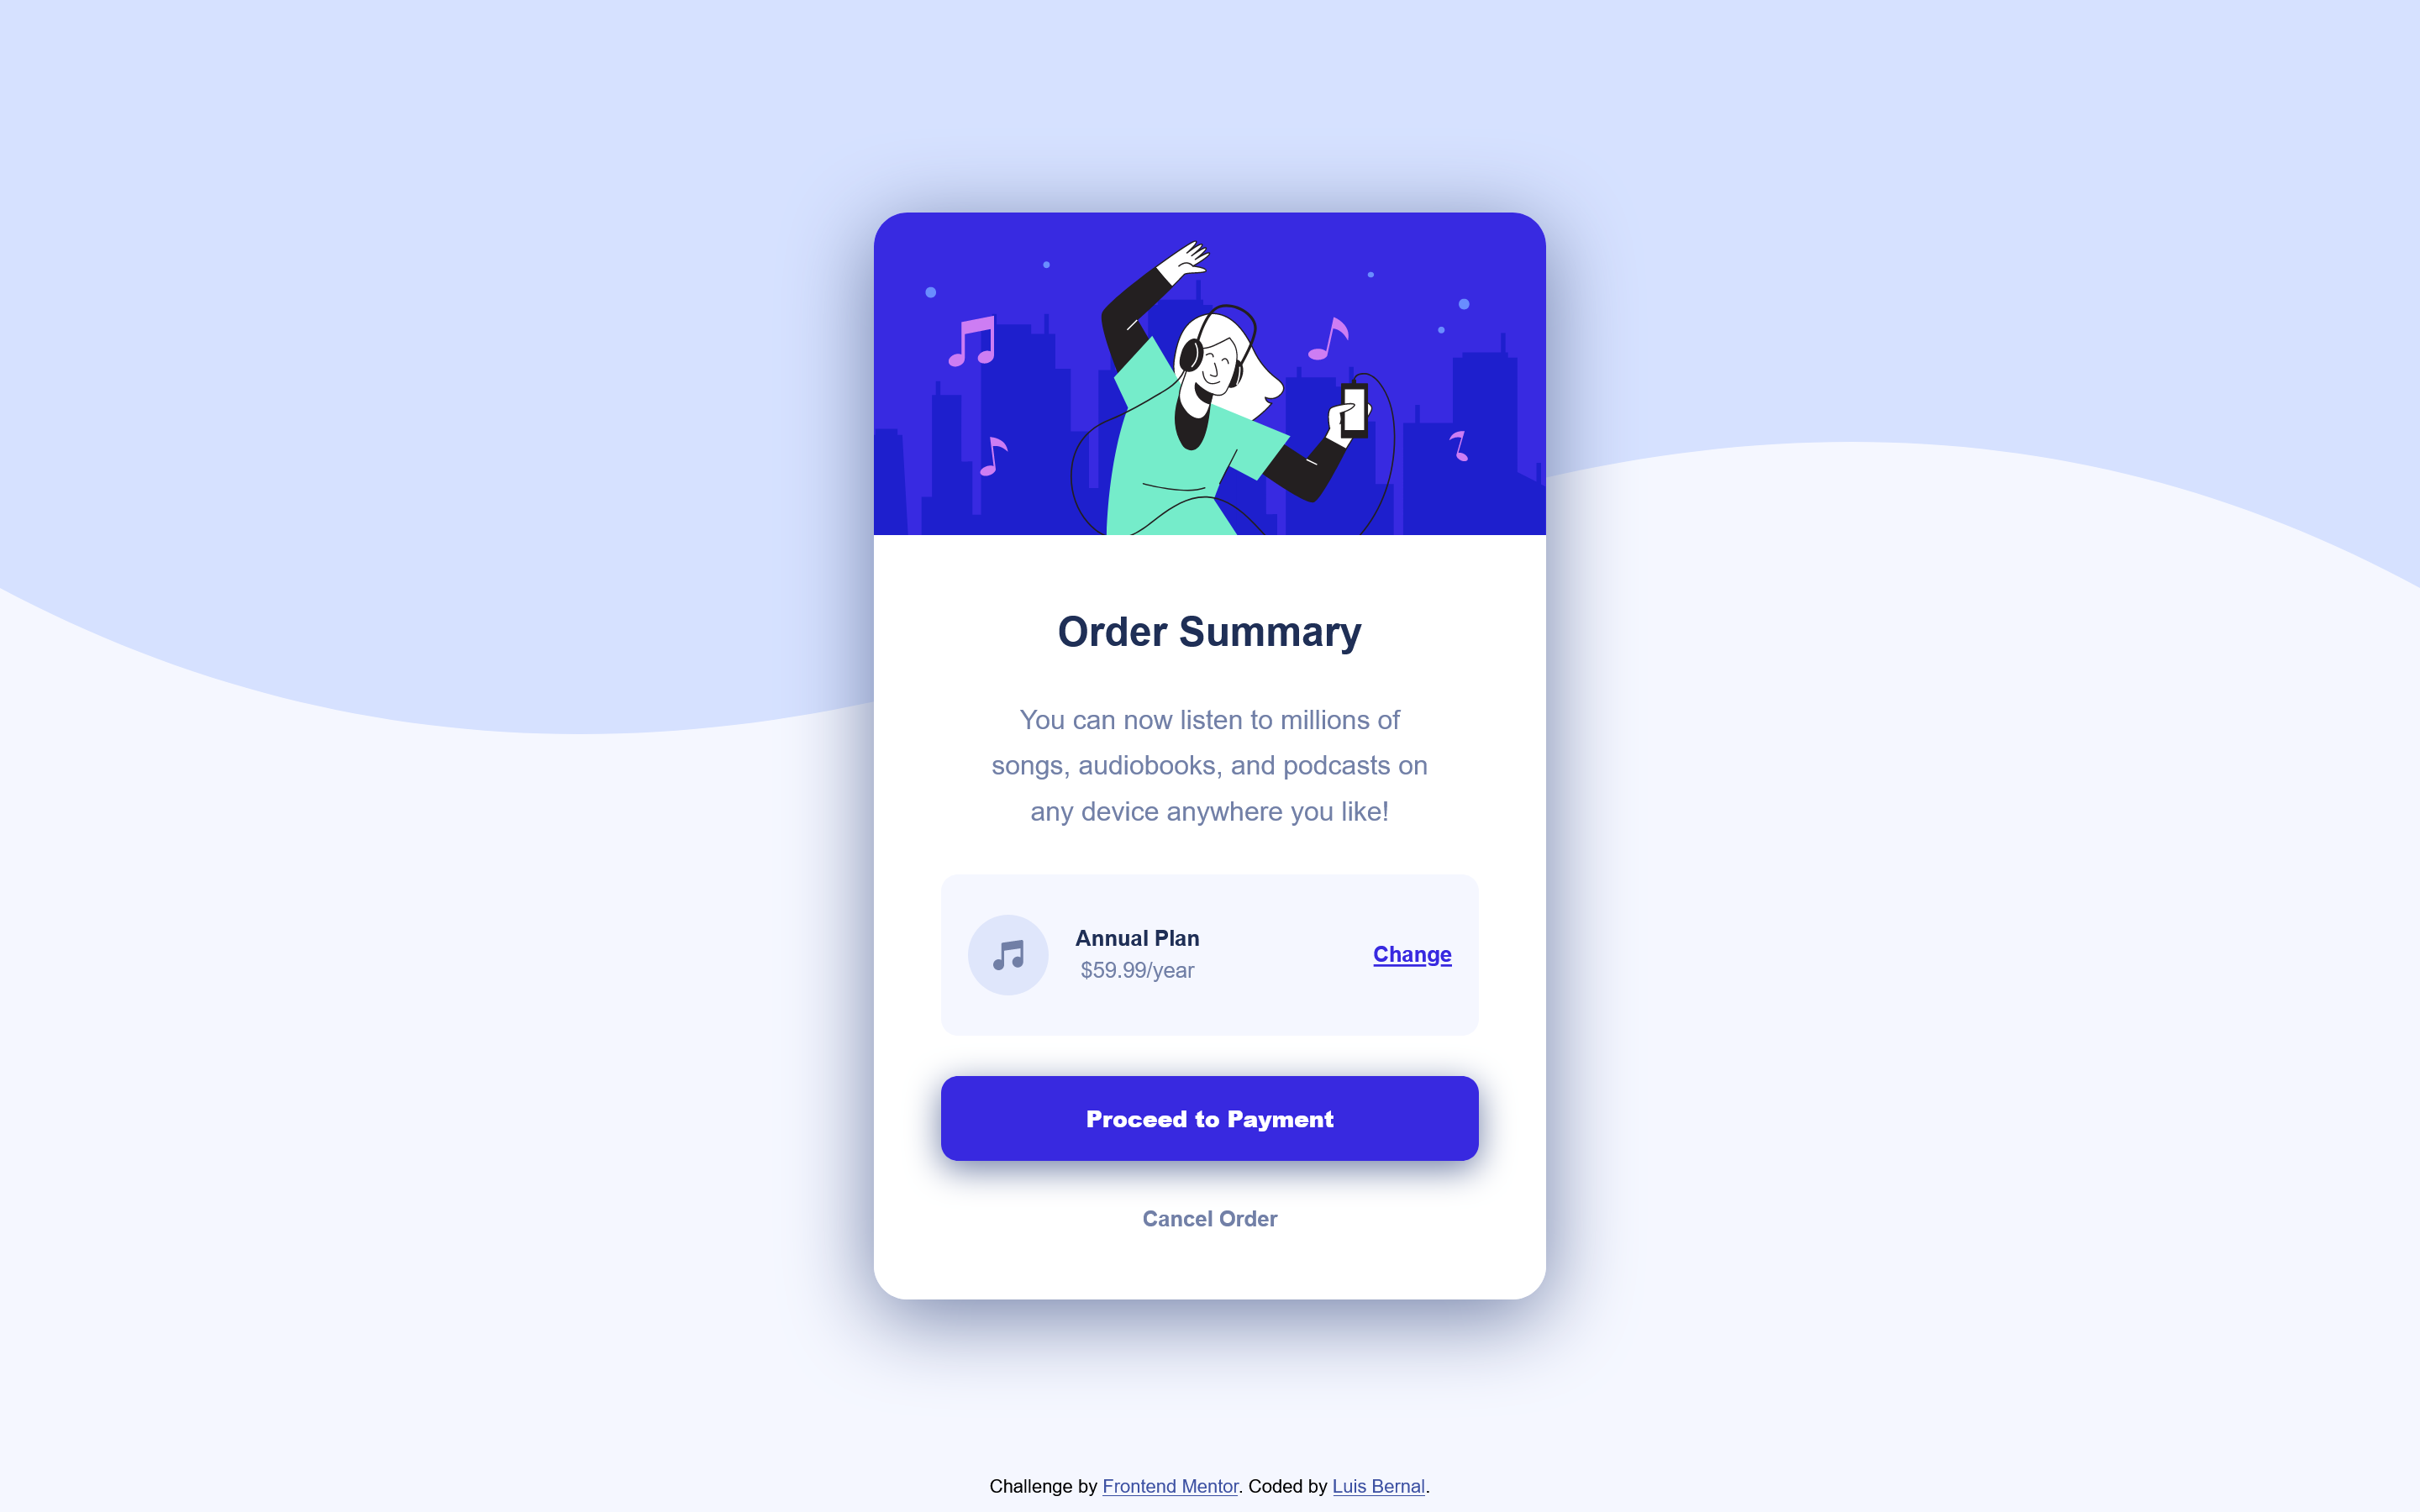 Order Summary
You can now listen to millions of
songs, audiobooks, and podcasts on
any device anywhere you like!
Annual Plan
$59.99/year
Change
Proceed to Payment
Cancel Order
Challenge by Frontend Mentor. Coded by Luis Bernal.